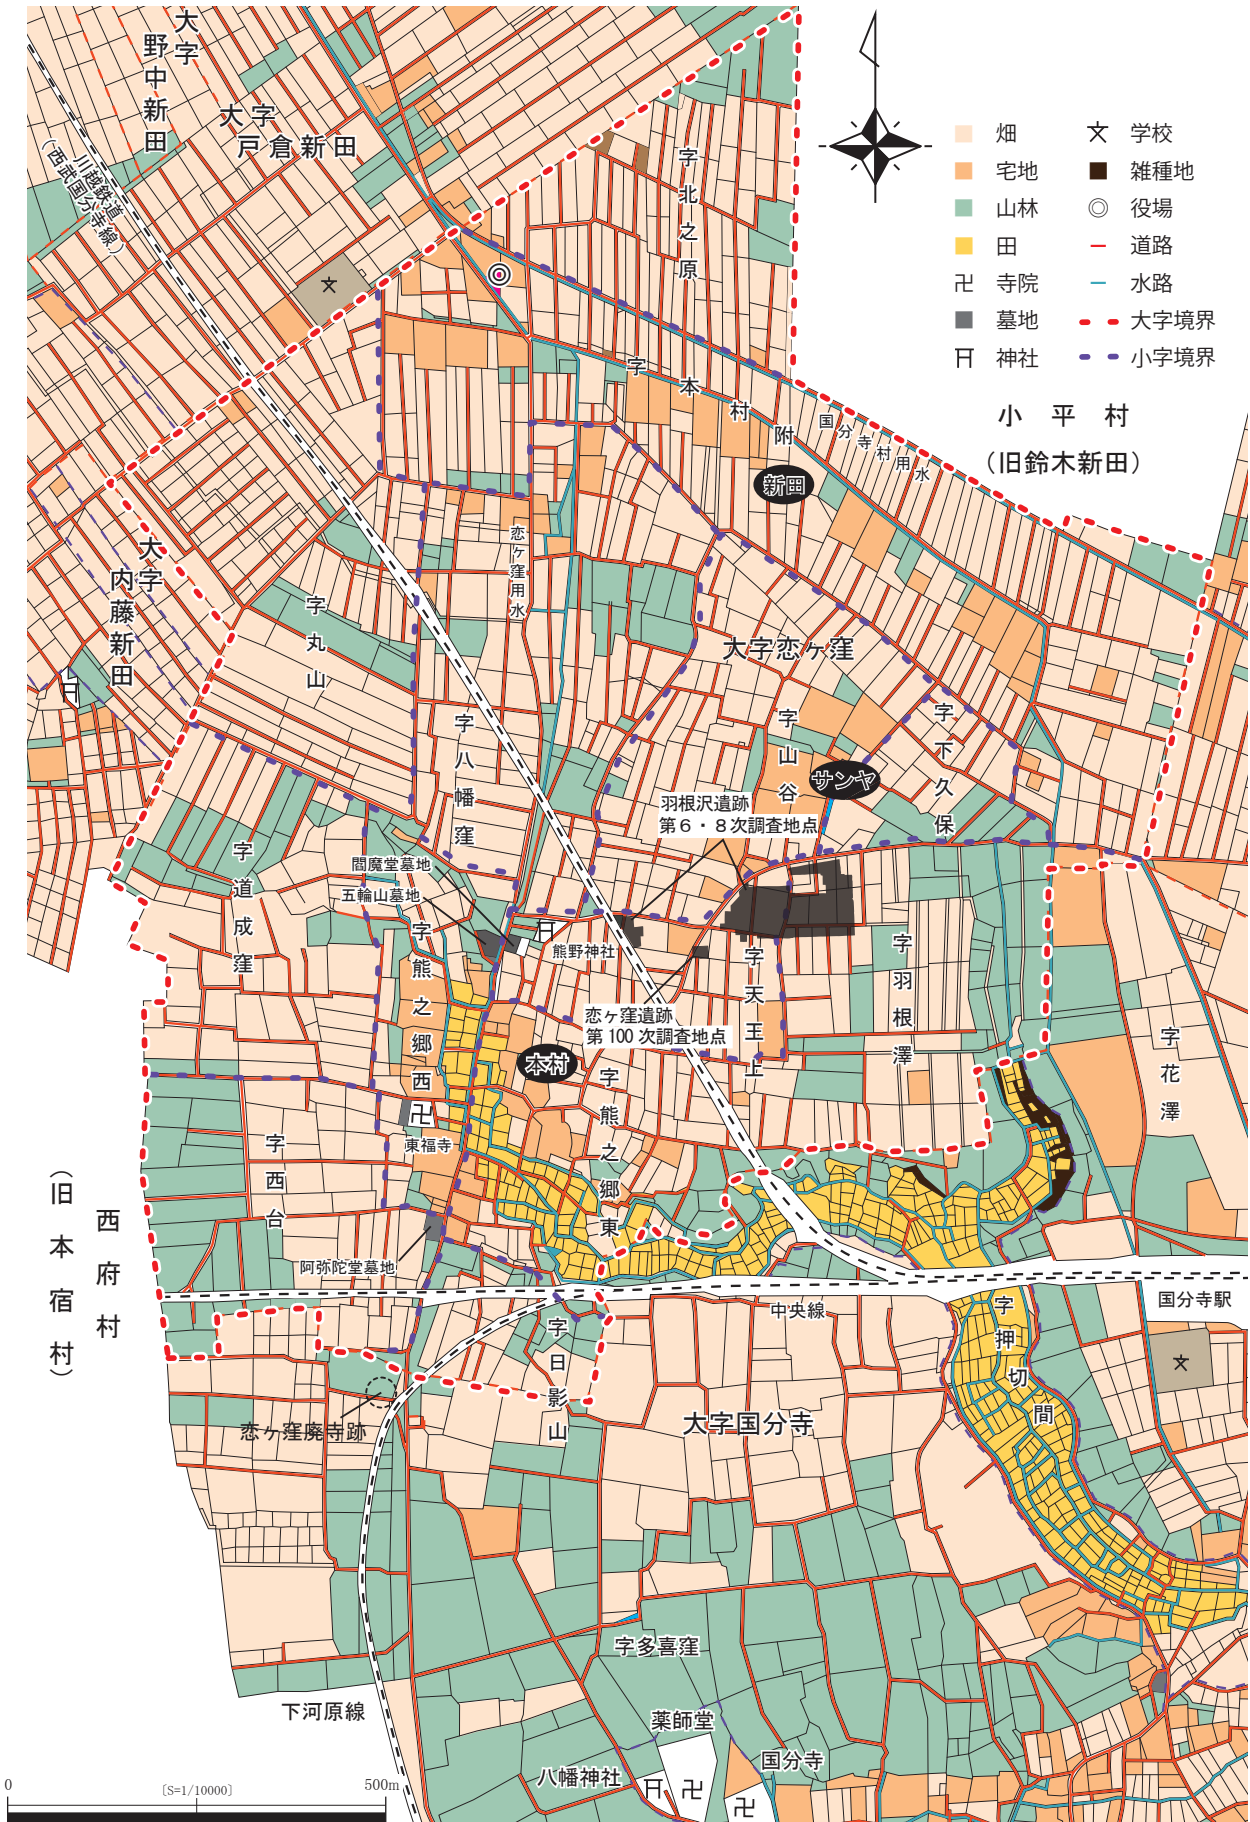 大字
野中新田
大字
戸倉新田
川越鉄道
(西武国分寺線)
文
字北之原
畑
宅地
山林
田
卍 寺院
墓地
神社
文 学校
雑種地
◎ 役場
道路
水路
大字境界
小字境界
小平村
(旧鈴木新田)
字本村附
国分寺村用水
新田
大字
内藤新田
字丸山
恋ヶ窪用水
大字恋ヶ窪
字八幡窪
字山谷
サンヤ
字下久保
羽根沢遺跡
第6・8次調査地点
閻魔堂墓地
五輪山墓地
字道成窪
字熊之郷西
熊野神社
字天王上
字羽根澤
恋ヶ窪遺跡
第100次調査地点
本村
字熊之郷東
字花澤
卍
東福寺
字西台
西府村
(旧本宿村)
阿弥陀堂墓地
中央線
国分寺駅
字押切間
文
字日影山
恋ヶ窪廃寺跡
大字国分寺
字多喜窪
下河原線
薬師堂
国分寺
八幡神社
卍
卍
0
[S=1/10000]
500m